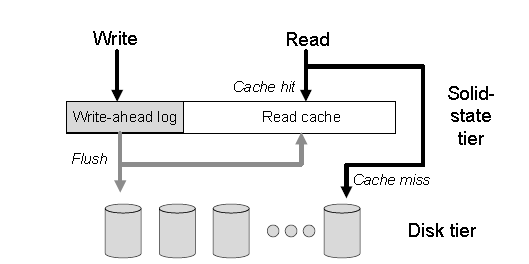 Write
Read
Cache hit
Solid-
state
tier
Write-ahead log
Read cache
Flush
Cache miss
Disk tier